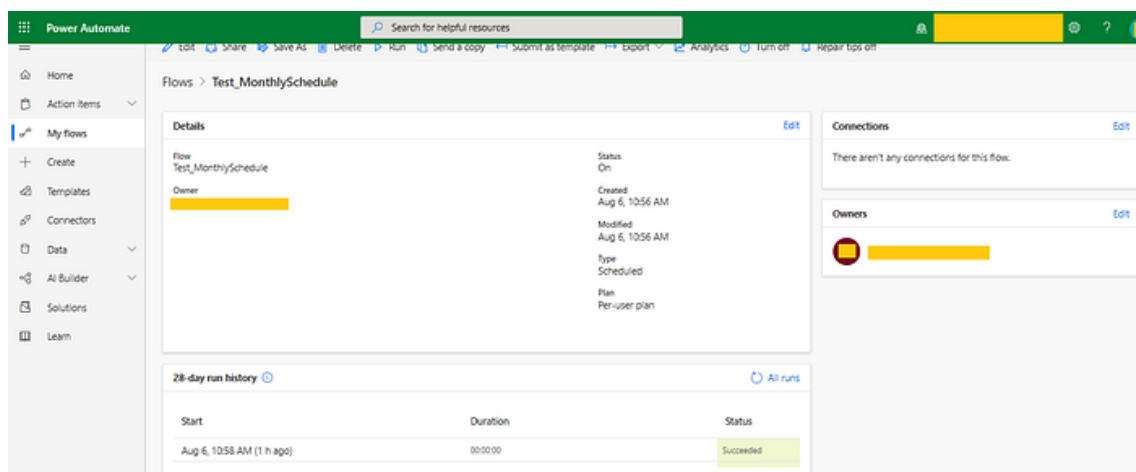 Power Automate
Search for helpful resources
?
Edit Share Save As Delete Run Send a copy Submit as template Export Analytics Turn off Repair tips off
Home
Action items
My flows
Create
Templates
Connectors
Data
AI Builder
Solutions
Learn
Flows > Test_MonthlySchedule
Details Edit
Flow
Test_MonthlySchedule
Owner
Status
On
Created
Aug 6, 10:56 AM
Modified
Aug 6, 10:56 AM
Type
Scheduled
Plan
Per-user plan
Connections Edit
There aren't any connections for this flow.
Owners Edit
28-day run history All runs
Start Duration Status
Aug 6, 10:58 AM (1 h ago) 00:00:00 Succeeded